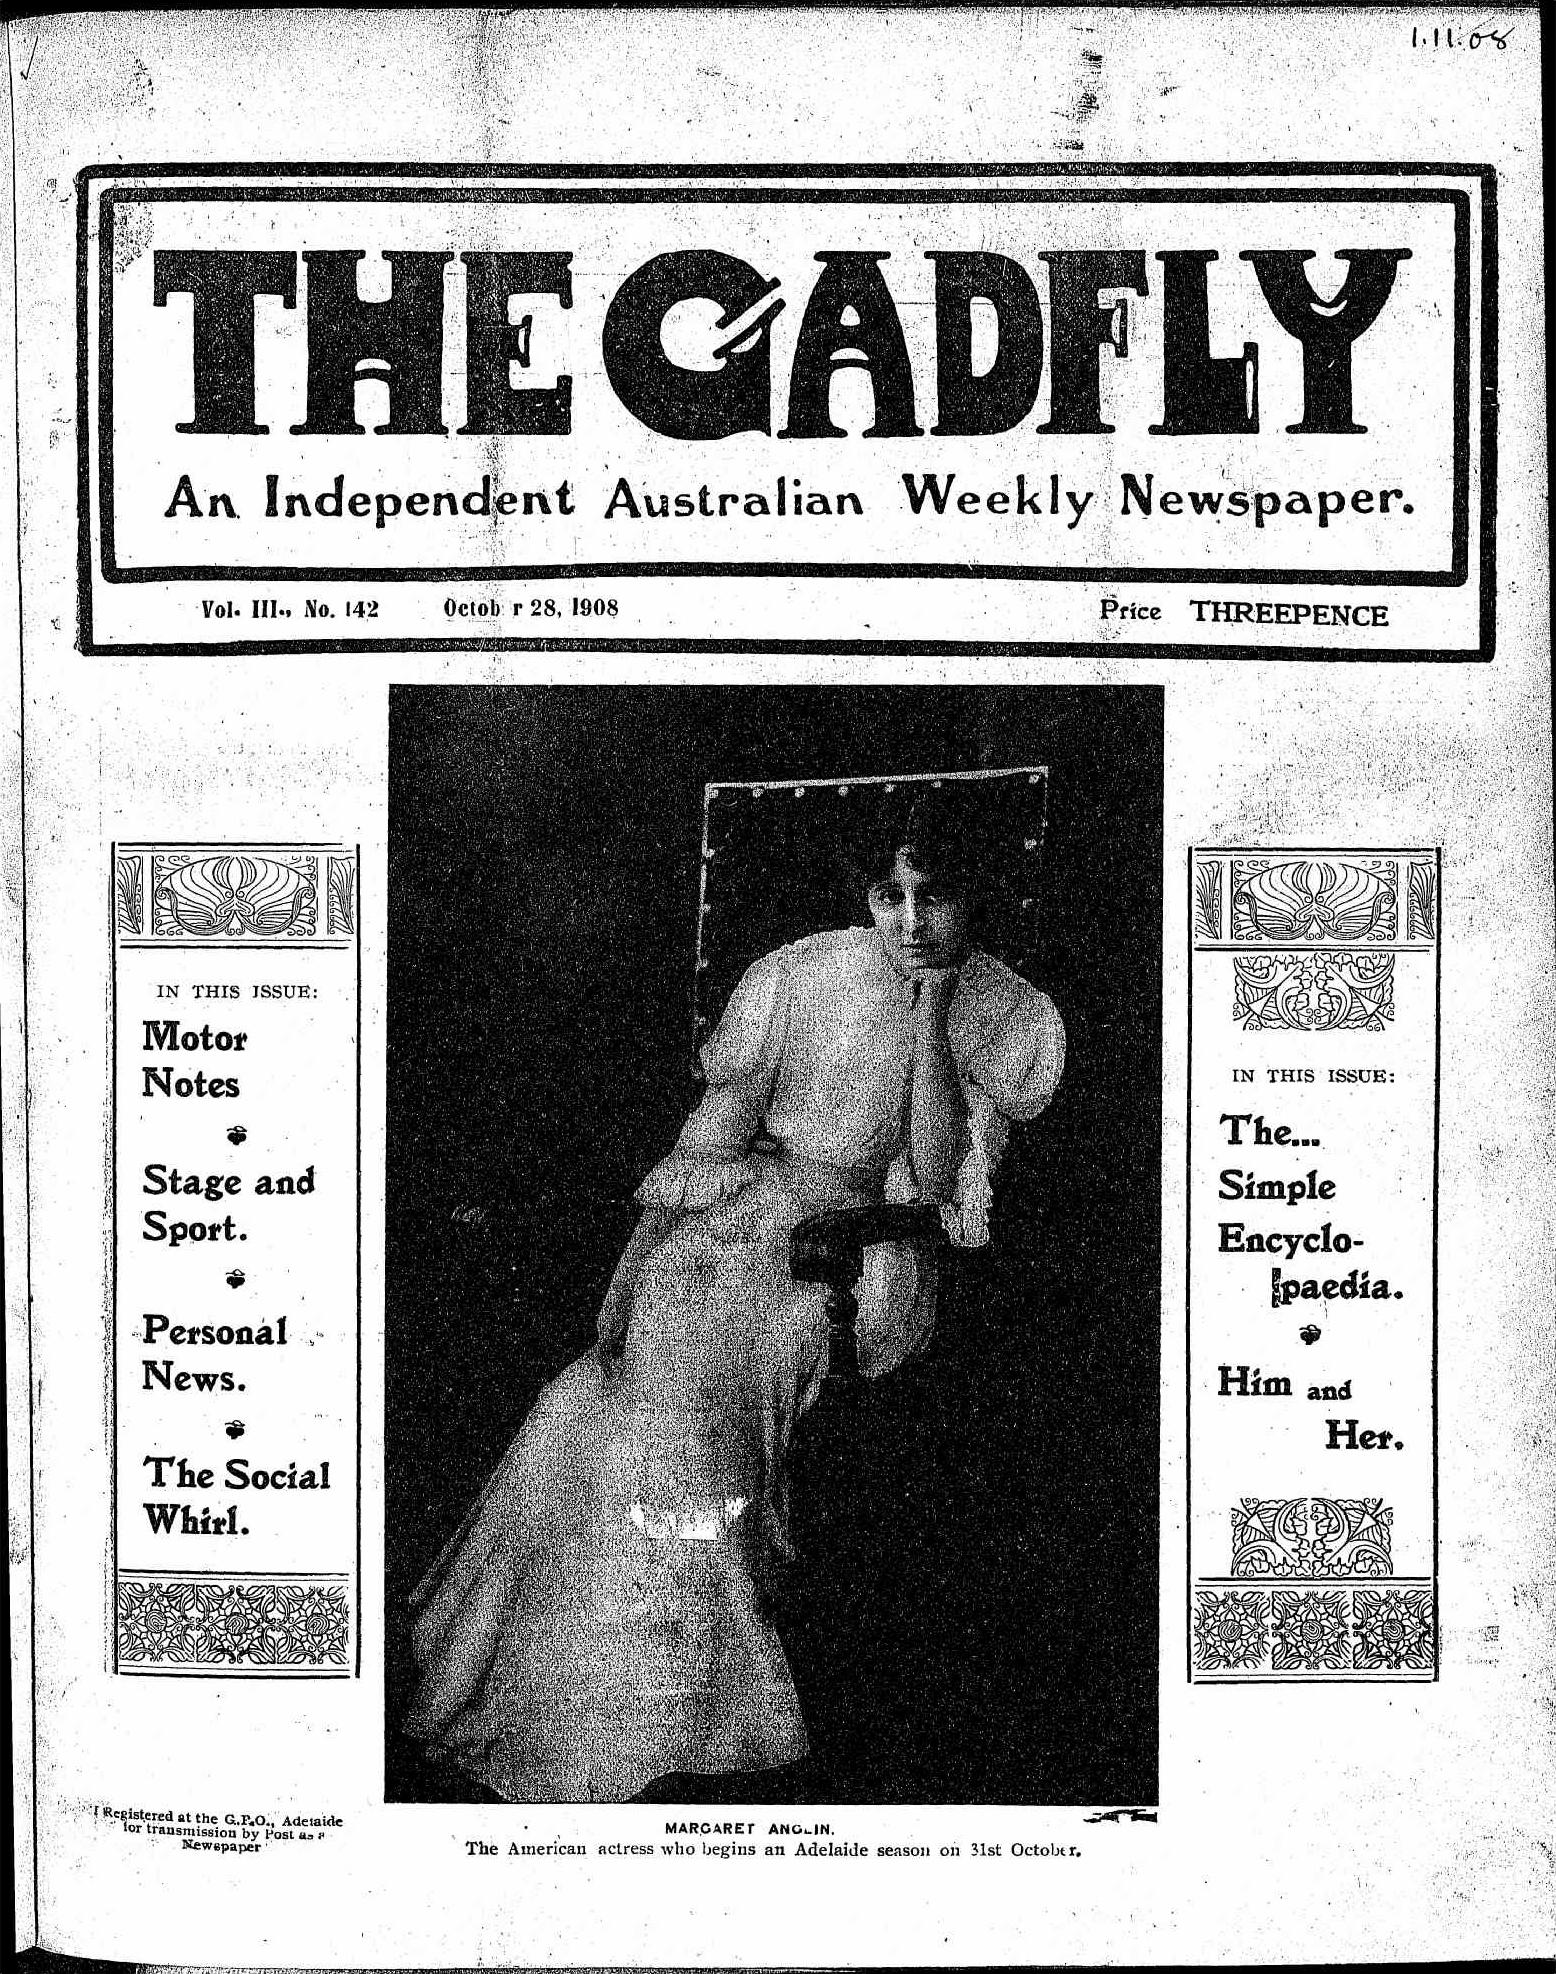 1.11.08
THE GADFLY
An Independent Australian Weekly Newspaper.
Vol. III., No. 142 Octob r 28, 1908 Price THREEPENCE
IN THIS ISSUE:
Motor
Notes
Stage and
Sport.
Personal
News.
The Social
Whirl.
IN THIS ISSUE:
The...
Simple
Encyclo-
paedia.
Him and
Her.
[Registered at the G.P.O., Adelaide
for transmission by Post as a
Newspaper
MARGARET ANGLIN.
The American actress who begins an Adelaide season on 31st October.